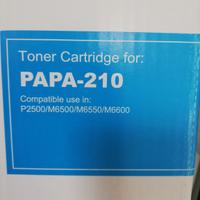 Toner Cartridge for:
PAPA-210
Compatible use in:
P2500/M6500/M6550/M6600